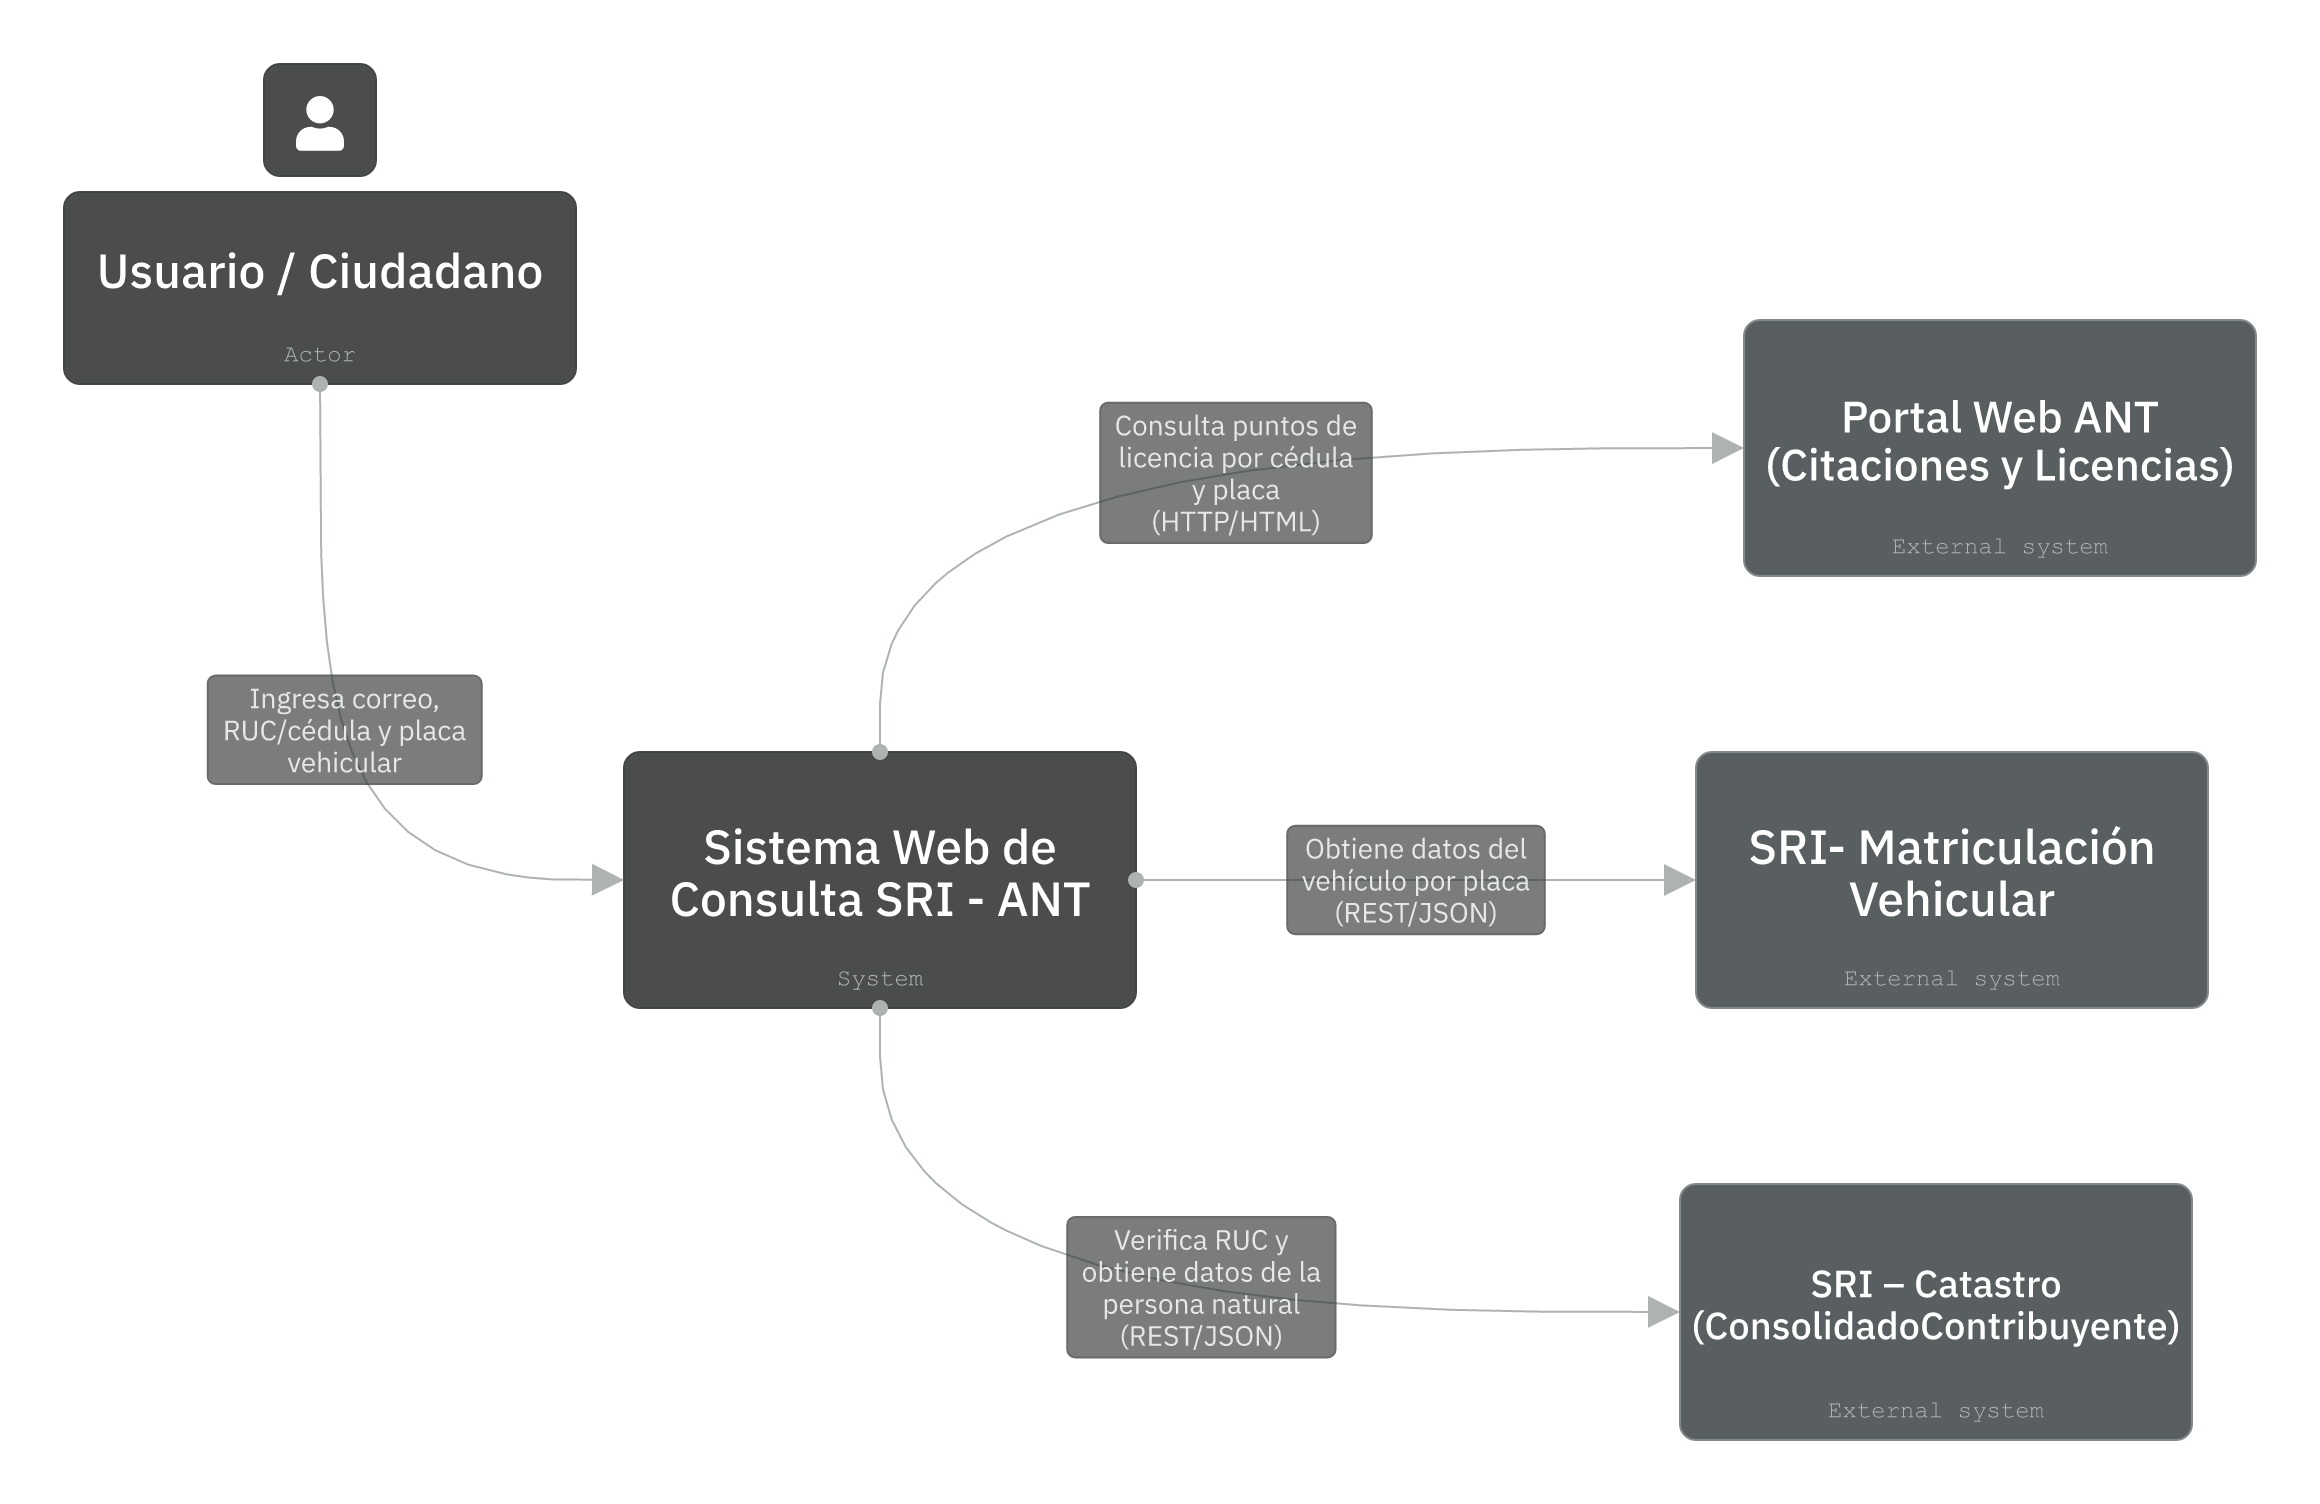 Usuario / Ciudadano
Actor
Ingresa correo,
RUC/cédula y placa
vehicular
Sistema Web de
Consulta SRI - ANT
System
Consulta puntos de
licencia por cédula
y placa
(HTTP/HTML)
Portal Web ANT
(Citaciones y Licencias)
External system
Obtiene datos del
vehículo por placa
(REST/JSON)
SRI- Matriculación
Vehicular
External system
Verifica RUC y
obtiene datos de la
persona natural
(REST/JSON)
SRI – Catastro
(ConsolidadoContribuyente)
External system